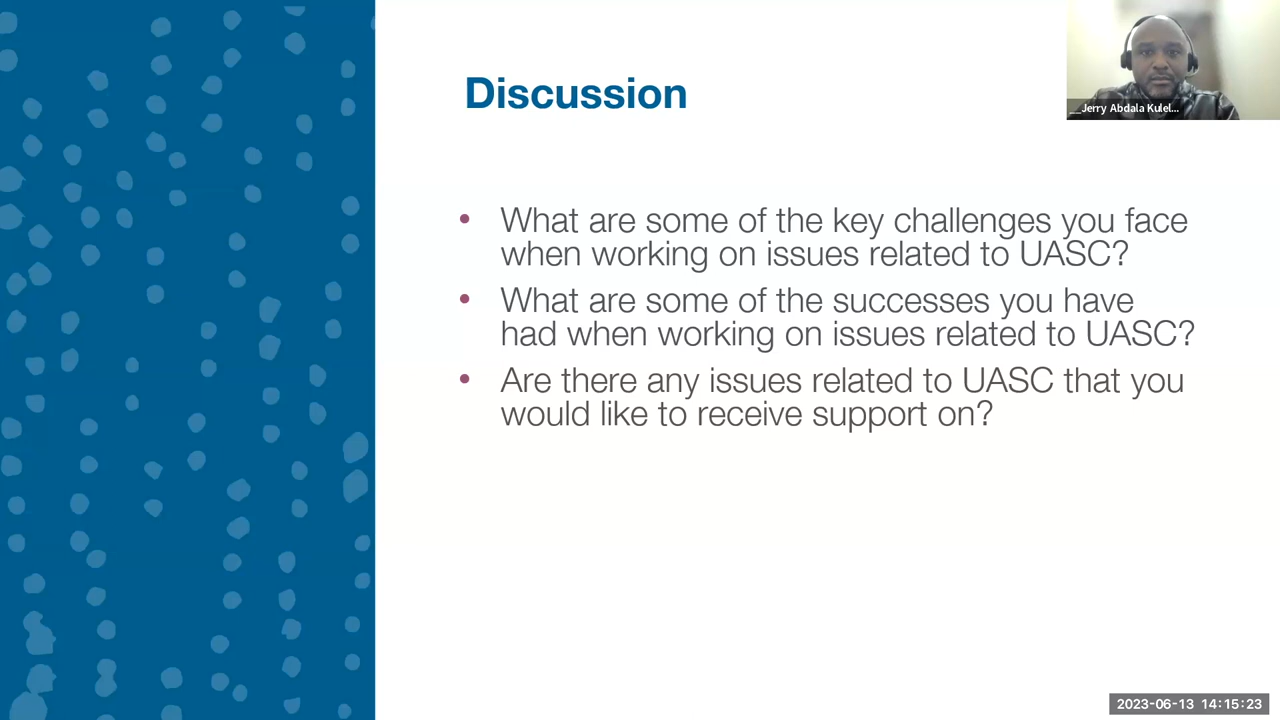 Discussion
__Jerry Abdala Kulel...
• What are some of the key challenges you face
when working on issues related to UASC?
• What are some of the successes you have
had when working on issues related to UASC?
• Are there any issues related to UASC that you
would like to receive support on?
2023-06-13 14:15:23